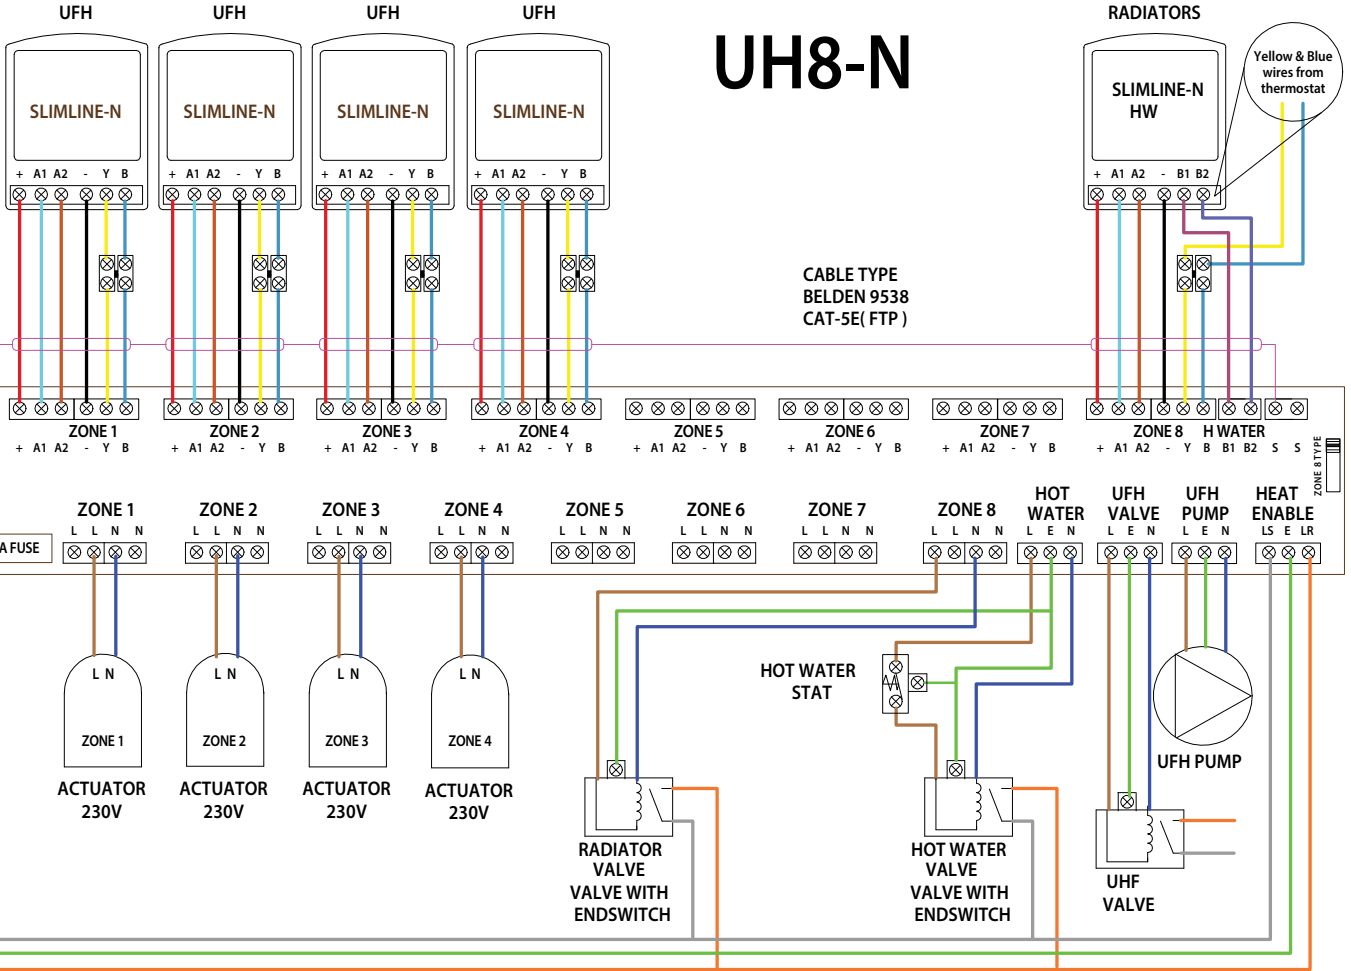 UFH UFH UFH UFH RADIATORS
UH8-N
Yellow & Blue
wires from
thermostat
SLIMLINE-N SLIMLINE-N SLIMLINE-N SLIMLINE-N
SLIMLINE-N
HW
+ A1 A2 - Y B + A1 A2 - Y B + A1 A2 - Y B + A1 A2 - Y B + A1 A2 - B1 B2
CABLE TYPE
BELDEN 9538
CAT-5E( FTP )
ZONE 1 ZONE 2 ZONE 3 ZONE 4 ZONE 5 ZONE 6 ZONE 7 ZONE 8 H WATER
+ A1 A2 - Y B + A1 A2 - Y B + A1 A2 - Y B + A1 A2 - Y B + A1 A2 - Y B + A1 A2 - Y B + A1 A2 - Y B + A1 A2 - Y B B1 B2 S S
ZONE 8 TYPE
ZONE 1 ZONE 2 ZONE 3 ZONE 4 ZONE 5 ZONE 6 ZONE 7 ZONE 8
HOT
WATER
UFH
VALVE
UFH
PUMP
HEAT
ENABLE
L L N N L L N N L L N N L L N N L L N N L L N N L L N N L L N N L E N L E N L E N LS E LR
A FUSE
L N L N L N L N
ZONE 1 ZONE 2 ZONE 3 ZONE 4
ACTUATOR
230V
ACTUATOR
230V
ACTUATOR
230V
ACTUATOR
230V
HOT WATER
STAT
UFH PUMP
RADIATOR
VALVE
VALVE WITH
ENDSWITCH
HOT WATER
VALVE
VALVE WITH
ENDSWITCH
UHF
VALVE